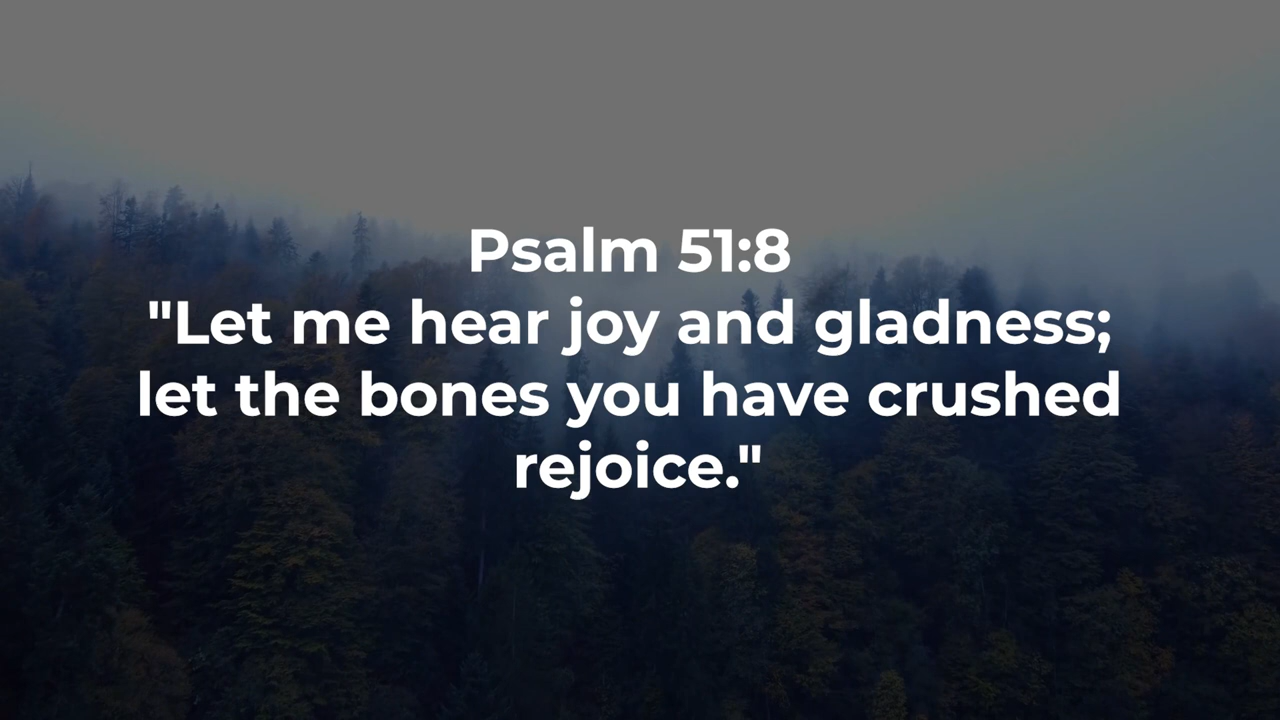 Psalm 51:8
"Let me hear joy and gladness;
let the bones you have crushed
rejoice."